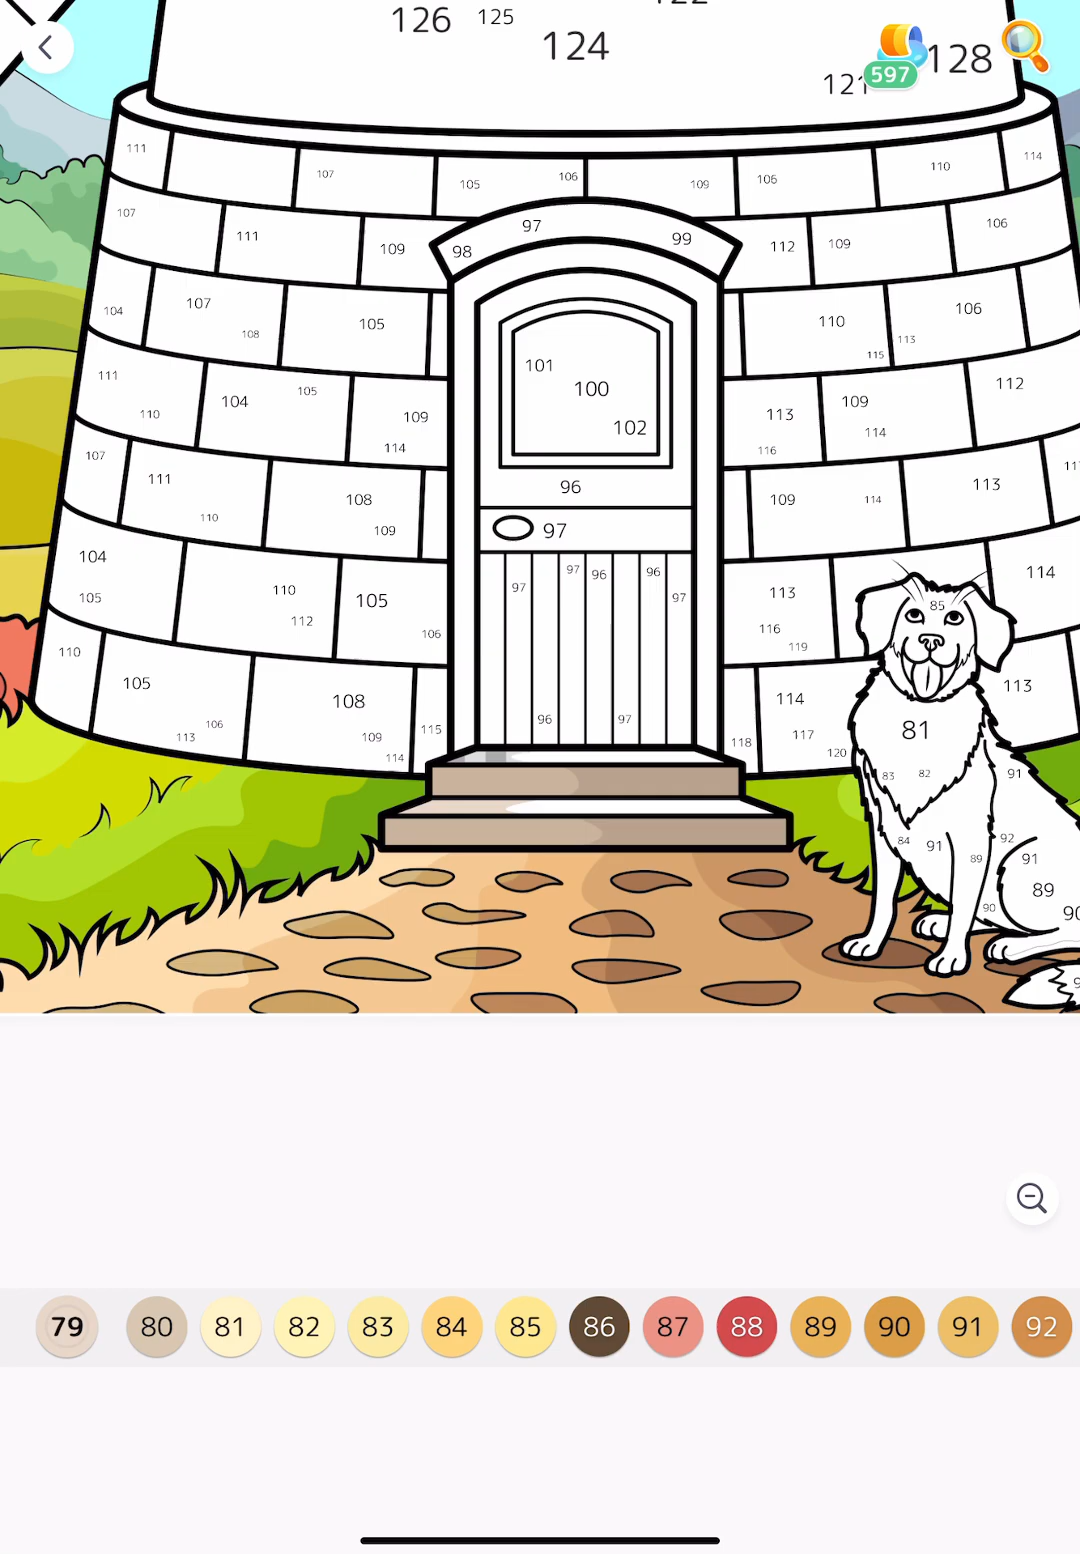 126 125 122
124 128
121 597
111 107 105 106 109 106 110 114
107 111 109 98 97 99 112 109 106
104 107 108 105 110 115 113 106
101 100 102
111 110 104 105 109 114 113 116 109 114 112
96
107 111 110 108 109 109 114 113
97
104 105 110 112 105 106 97 97 96 96 97 113 116 119 85 114
110 105 106 113 108 109 114 115 96 97 118 114 117 120 113
81
83 82 91
84 91 89 92 91
89
90 90
79 80 81 82 83 84 85 86 87 88 89 90 91 92